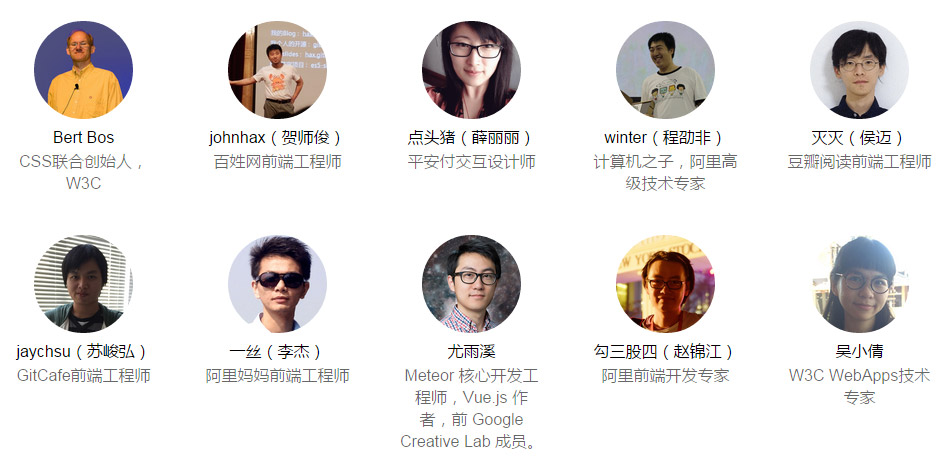 Bert Bos
CSS联合创始人，
W3C
johnhax（贺师俊）
百姓网前端工程师
点头猪（薛丽丽）
平安付交互设计师
winter（程劭非）
计算机之子，阿里高
级技术专家
灭灭（侯迈）
豆瓣阅读前端工程师
jaychsu（苏峻弘）
GitCafe前端工程师
一丝（李杰）
阿里妈妈前端工程师
尤雨溪
Meteor 核心开发工
程师，Vue.js 作
者，前 Google
Creative Lab 成员。
勾三股四（赵锦江）
阿里前端开发专家
吴小倩
W3C WebApps技术
专家